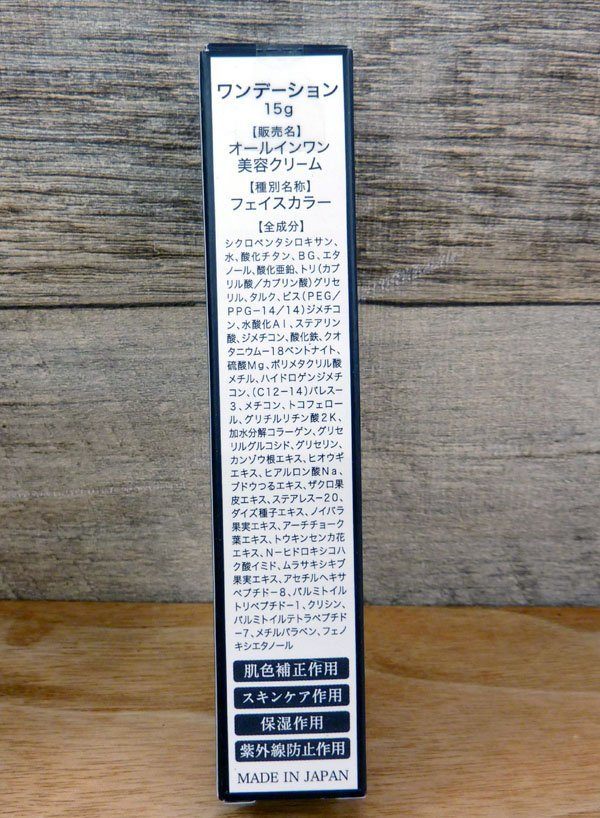 ワンデーション
15g
【販売名】
オールインワン
美容クリーム
【種別名称】
フェイスカラー
【全成分】
シクロペンタシロキサン、
水、酸化チタン、BG、エタ
ノール、酸化亜鉛、トリ(カプ
リル酸/カプリン酸)グリセ
リル、タルク、ビス(PEG/
PPG-14/14)ジメチコ
ン、水酸化Al、ステアリン
酸、ジメチコン、酸化鉄、クオ
タニウム-18ベントナイト、
硫酸Mg、ポリメタクリル酸
メチル、ハイドロゲンジメチ
コン、(C12-14)パレス-
3、メチコン、トコフェロー
ル、グリチルリチン酸2K、
加水分解コラーゲン、グリセ
リルグルコシド、グリセリン、
カンゾウ根エキス、ヒオウギ
エキス、ヒアルロン酸Na、
ブドウつるエキス、ザクロ果
皮エキス、ステアレス-20、
ダイズ種子エキス、ノイバラ
果実エキス、アーチチョーク
葉エキス、トウキンセンカ花
エキス、N-ヒドロキシコハ
ク酸イミド、ムラサキシキブ
果実エキス、アセチルヘキサ
ペプチド-8、パルミトイル
トリペプチド-1、クリシン、
パルミトイルテトラペプチド
-7、メチルパラベン、フェノ
キシエタノール
肌色補正作用
スキンケア作用
保湿作用
紫外線防止作用
MADE IN JAPAN